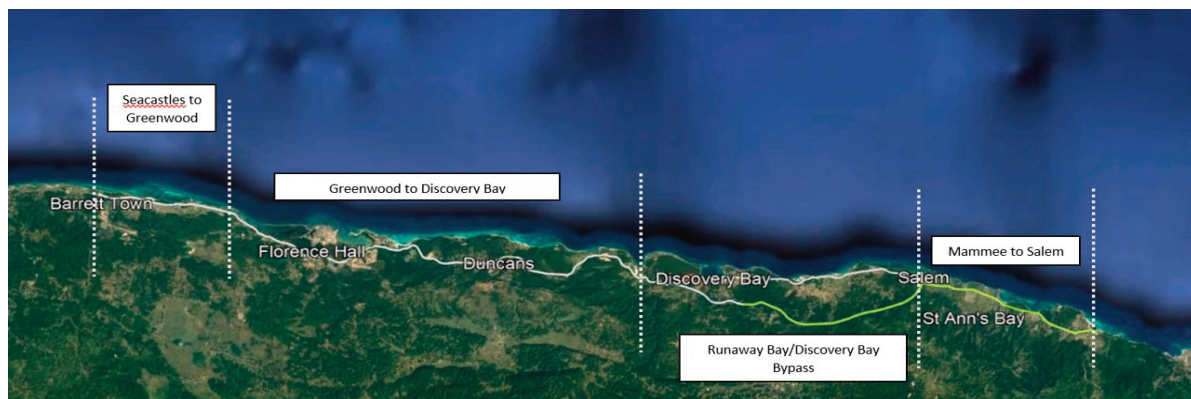 Seacastles to
Greenwood
Greenwood to Discovery Bay
Barrett Town
Florence Hall
Duncans
Discovery Bay
Salem
Mammee to Salem
St Ann's Bay
Runaway Bay/Discovery Bay
Bypass